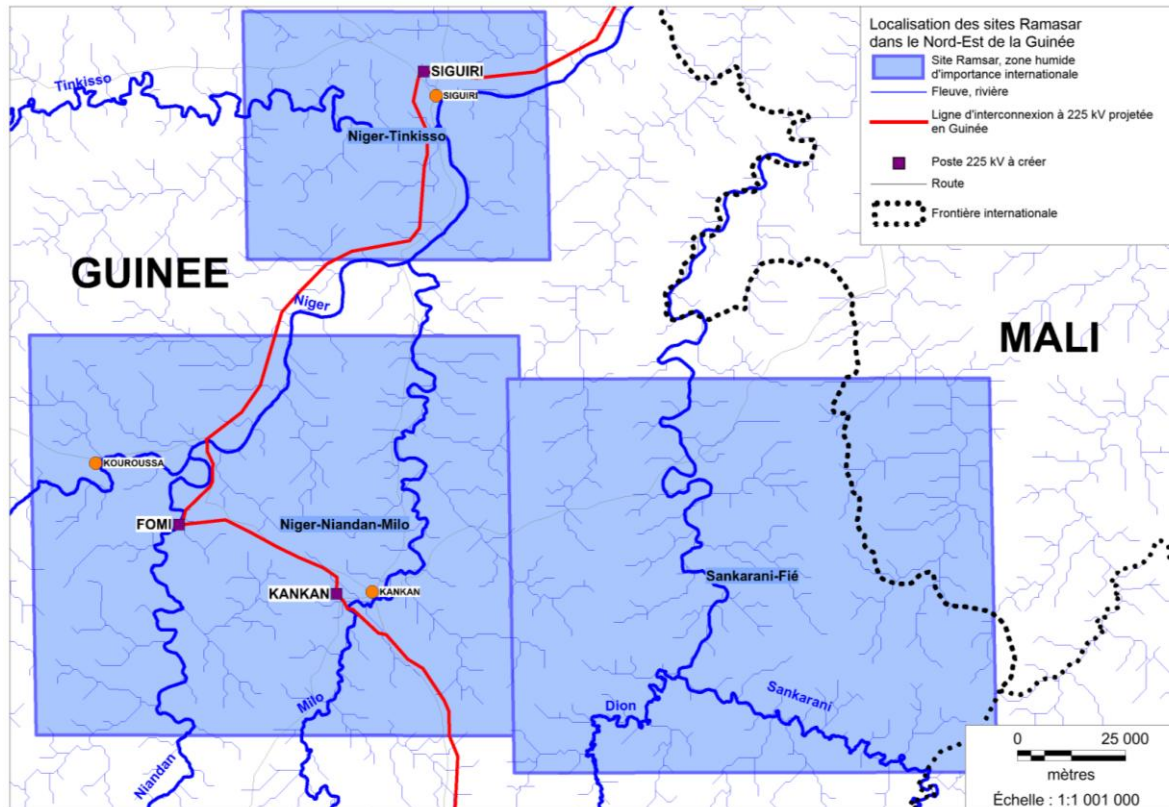 Localisation des sites Ramasar
dans le Nord-Est de la Guinée
Site Ramsar, zone humide
d'importance internationale
Fleuve, rivière
Ligne d'interconnexion à 225 kV projetée
en Guinée
Poste 225 kV à créer
Route
Frontière internationale
Tinkisso
SIGUIRI
SIGUIRI
Niger-Tinkisso
GUINEE
Niger
MALI
KOUROUSSA
FOMI
Niger-Niandan-Milo
KANKAN
KANKAN
Sankarani-Fié
Milo
Dion
Sankarani
Niandan
0 25 000
mètres
Échelle : 1:1 001 000